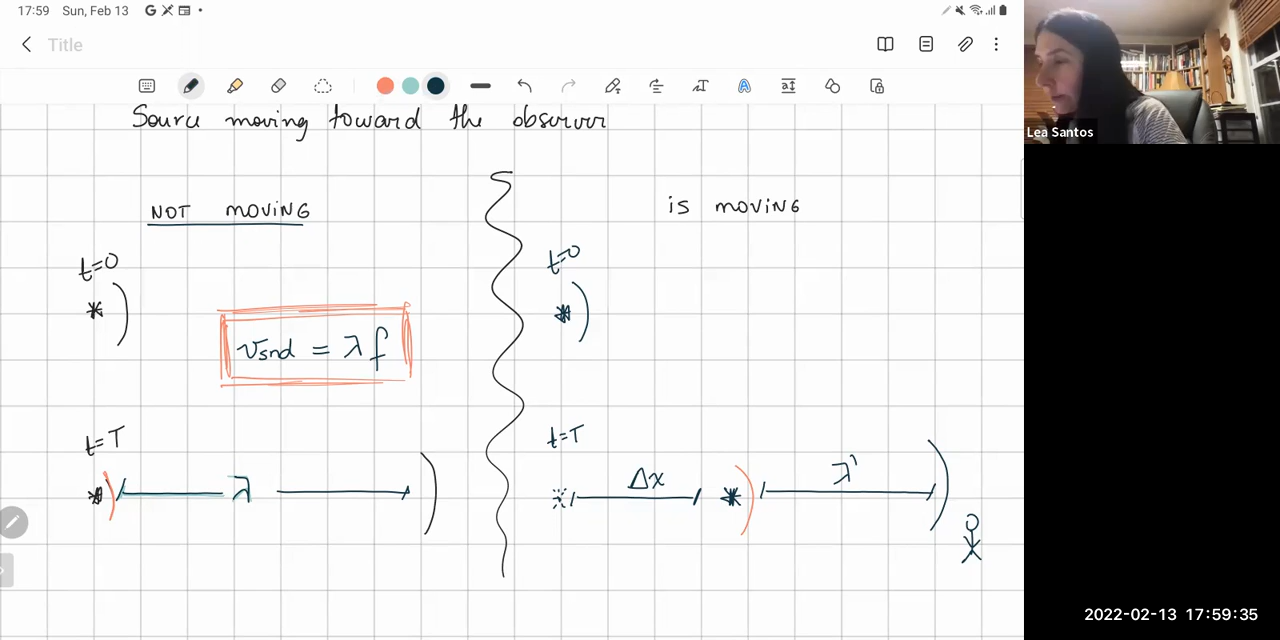 17:59 Sun, Feb 13
Title
Source moving toward the observer
NOT MOVING
t=0
vsnd = λ f
t=T
λ
is moving
t=0
t=T
Δx
λ'
Lea Santos
2022-02-13 17:59:35